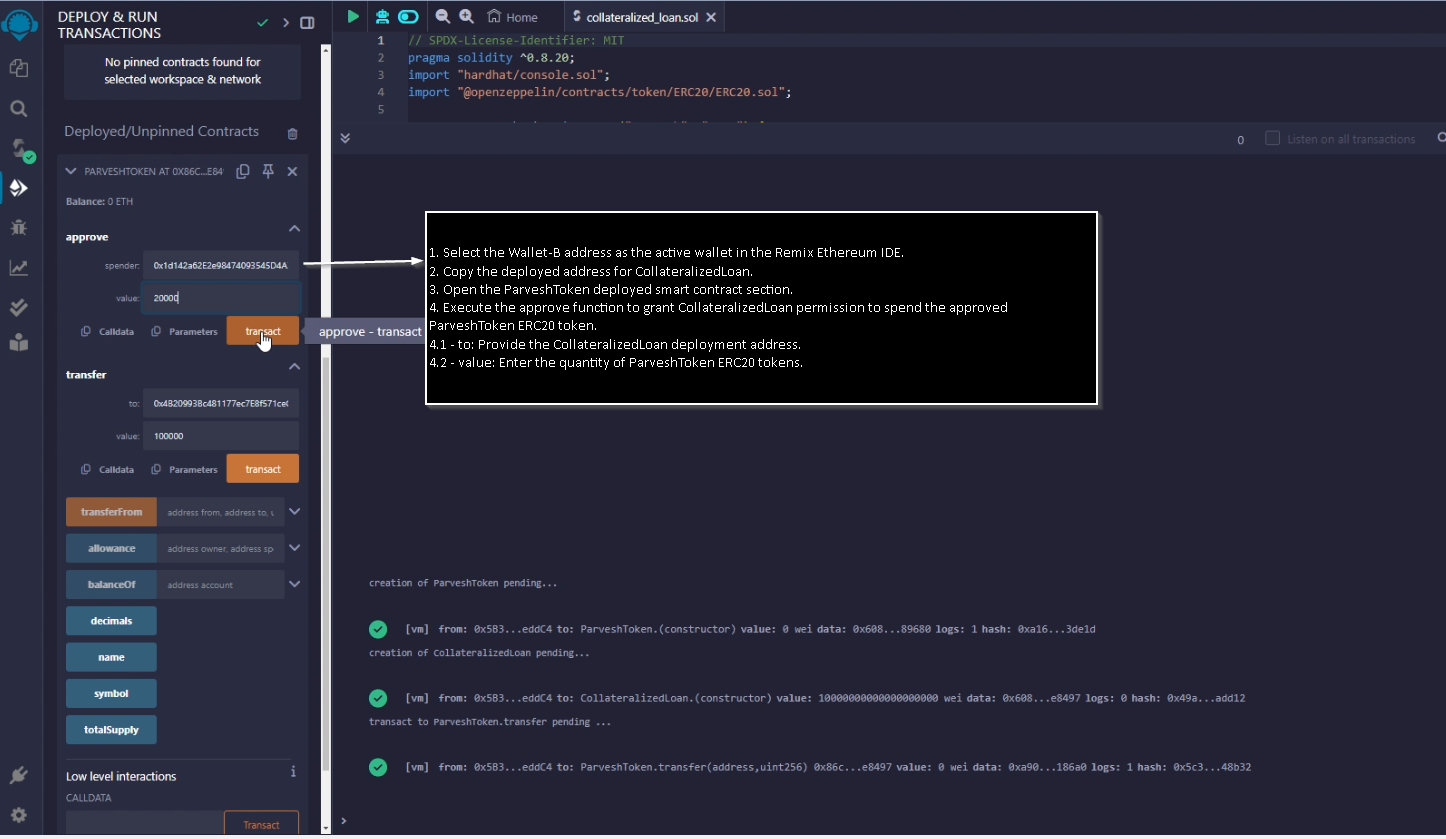 DEPLOY & RUN
TRANSACTIONS
No pinned contracts found for
selected workspace & network
Deployed/Unpinned Contracts
PARVESHTOKEN AT 0X86C...E84
Balance: 0 ETH
approve
spender: 0x1d142a62E2e98474093545D4A
value: 20000
Calldata Parameters transact
approve - transact
transfer
to: 0x4B209938c481177ec7E8f571ce
value: 100000
Calldata Parameters transact
transferFrom address from, address to, u
allowance address owner, address sp
balanceOf address account
decimals
name
symbol
totalSupply
Low level interactions i
CALLDATA
Transact
Home
collateralized_loan.sol
1 // SPDX-License-Identifier: MIT
2 pragma solidity ^0.8.20;
3 import "hardhat/console.sol";
4 import "@openzeppelin/contracts/token/ERC20/ERC20.sol";
5
0 Listen on all transactions
1. Select the Wallet-B address as the active wallet in the Remix Ethereum IDE.
2. Copy the deployed address for CollateralizedLoan.
3. Open the ParveshToken deployed smart contract section.
4. Execute the approve function to grant CollateralizedLoan permission to spend the approved
ParveshToken ERC20 token.
4.1 - to: Provide the CollateralizedLoan deployment address.
4.2 - value: Enter the quantity of ParveshToken ERC20 tokens.
creation of ParveshToken pending...
[vm] from: 0x5B3...eddC4 to: ParveshToken.(constructor) value: 0 wei data: 0x608...89680 logs: 1 hash: 0xa16...3de1d
creation of CollateralizedLoan pending...
[vm] from: 0x5B3...eddC4 to: CollateralizedLoan.(constructor) value: 10000000000000000000 wei data: 0x608...e8497 logs: 0 hash: 0x49a...add12
transact to ParveshToken.transfer pending ...
[vm] from: 0x5B3...eddC4 to: ParveshToken.transfer(address,uint256) 0x86c...e8497 value: 0 wei data: 0xa90...186a0 logs: 1 hash: 0x5c3...48b32
>